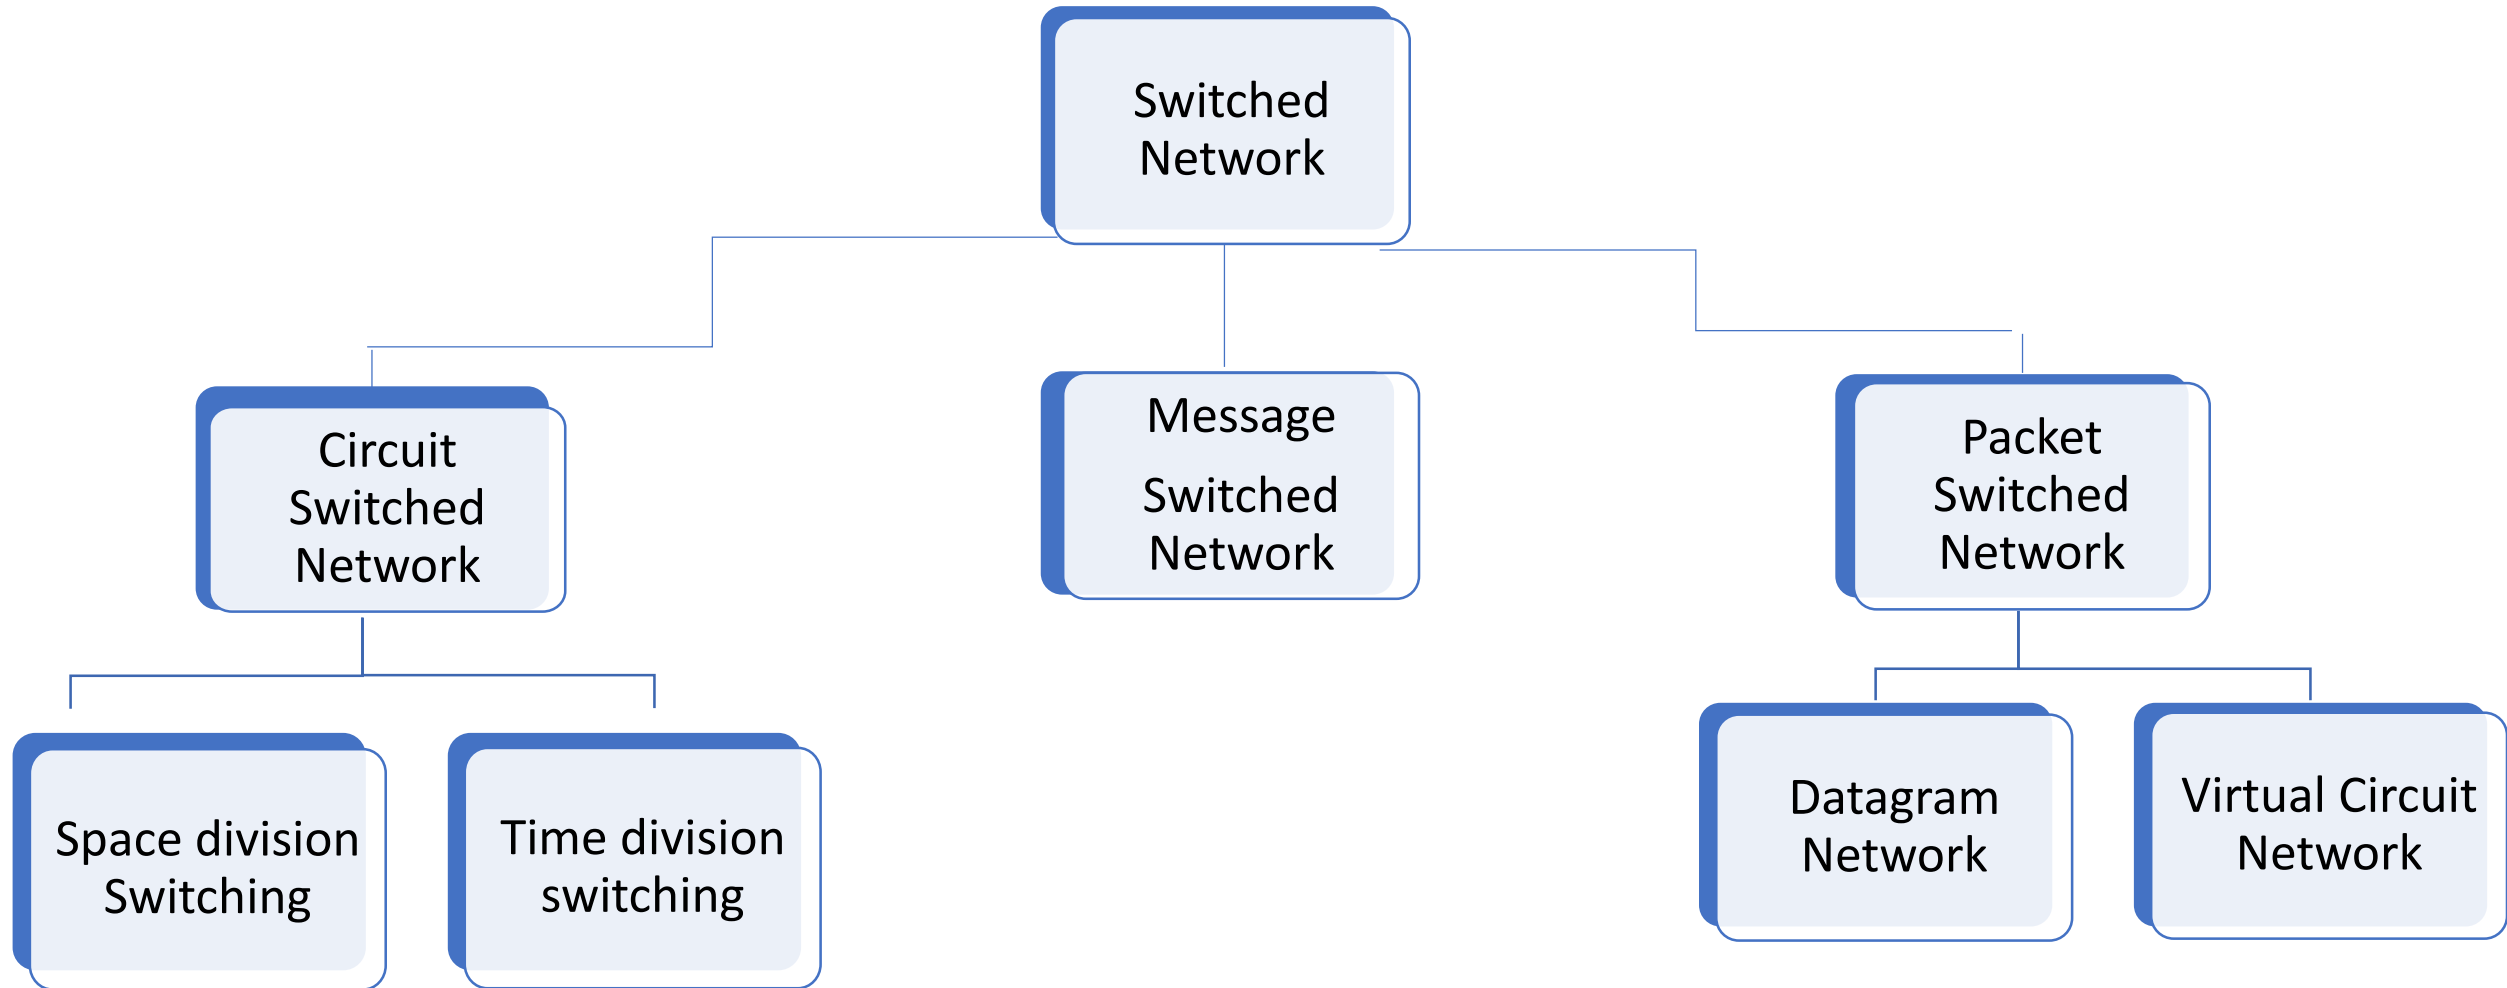 Switched
Network
Circuit
Switched
Network
Message
Switched
Network
Packet
Switched
Network
Space division
Switching
Time division
switching
Datagram
Network
Virtual Circuit
Network